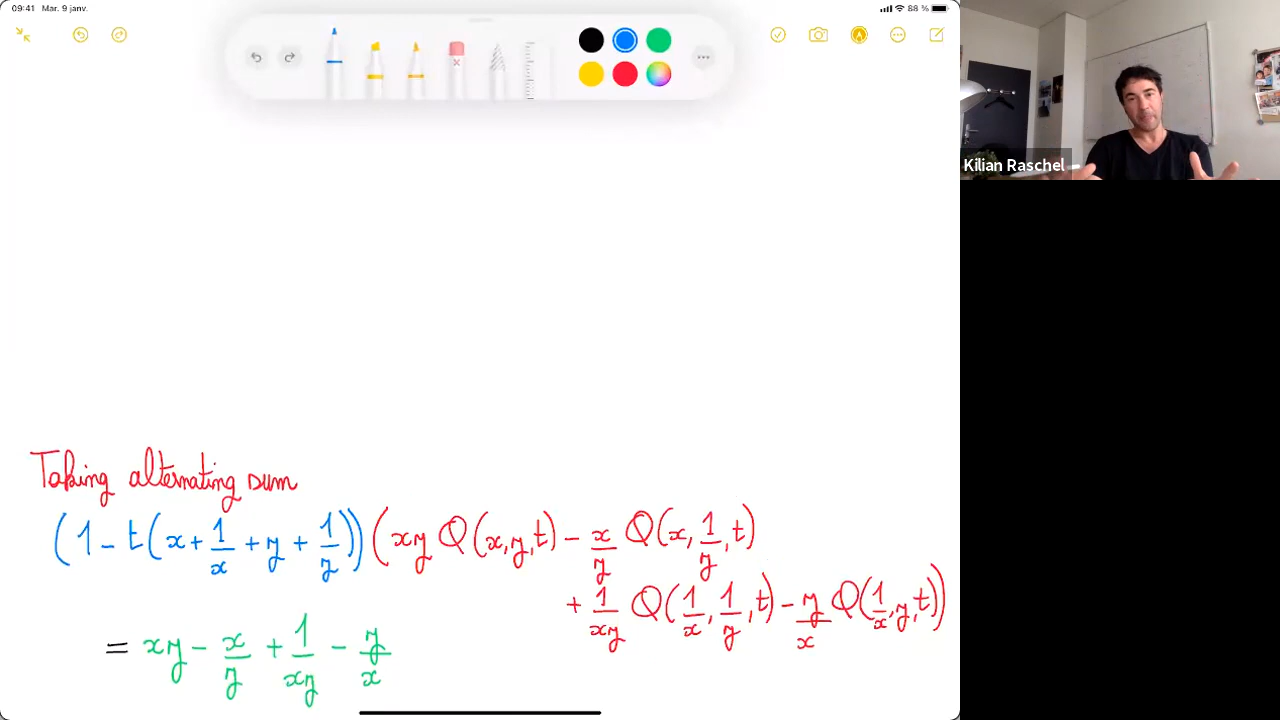 09:41 Mar. 9 janv. 88 %
Kilian Raschel
Taking alternating sum
(1 - t(x + 1/x + y + 1/y)) (xy Q(x,y,t) - x/y Q(x, 1/y, t)
+ 1/xy Q(1/x, 1/y, t) - y/x Q(1/x, y, t))
= xy - x/y + 1/xy - y/x